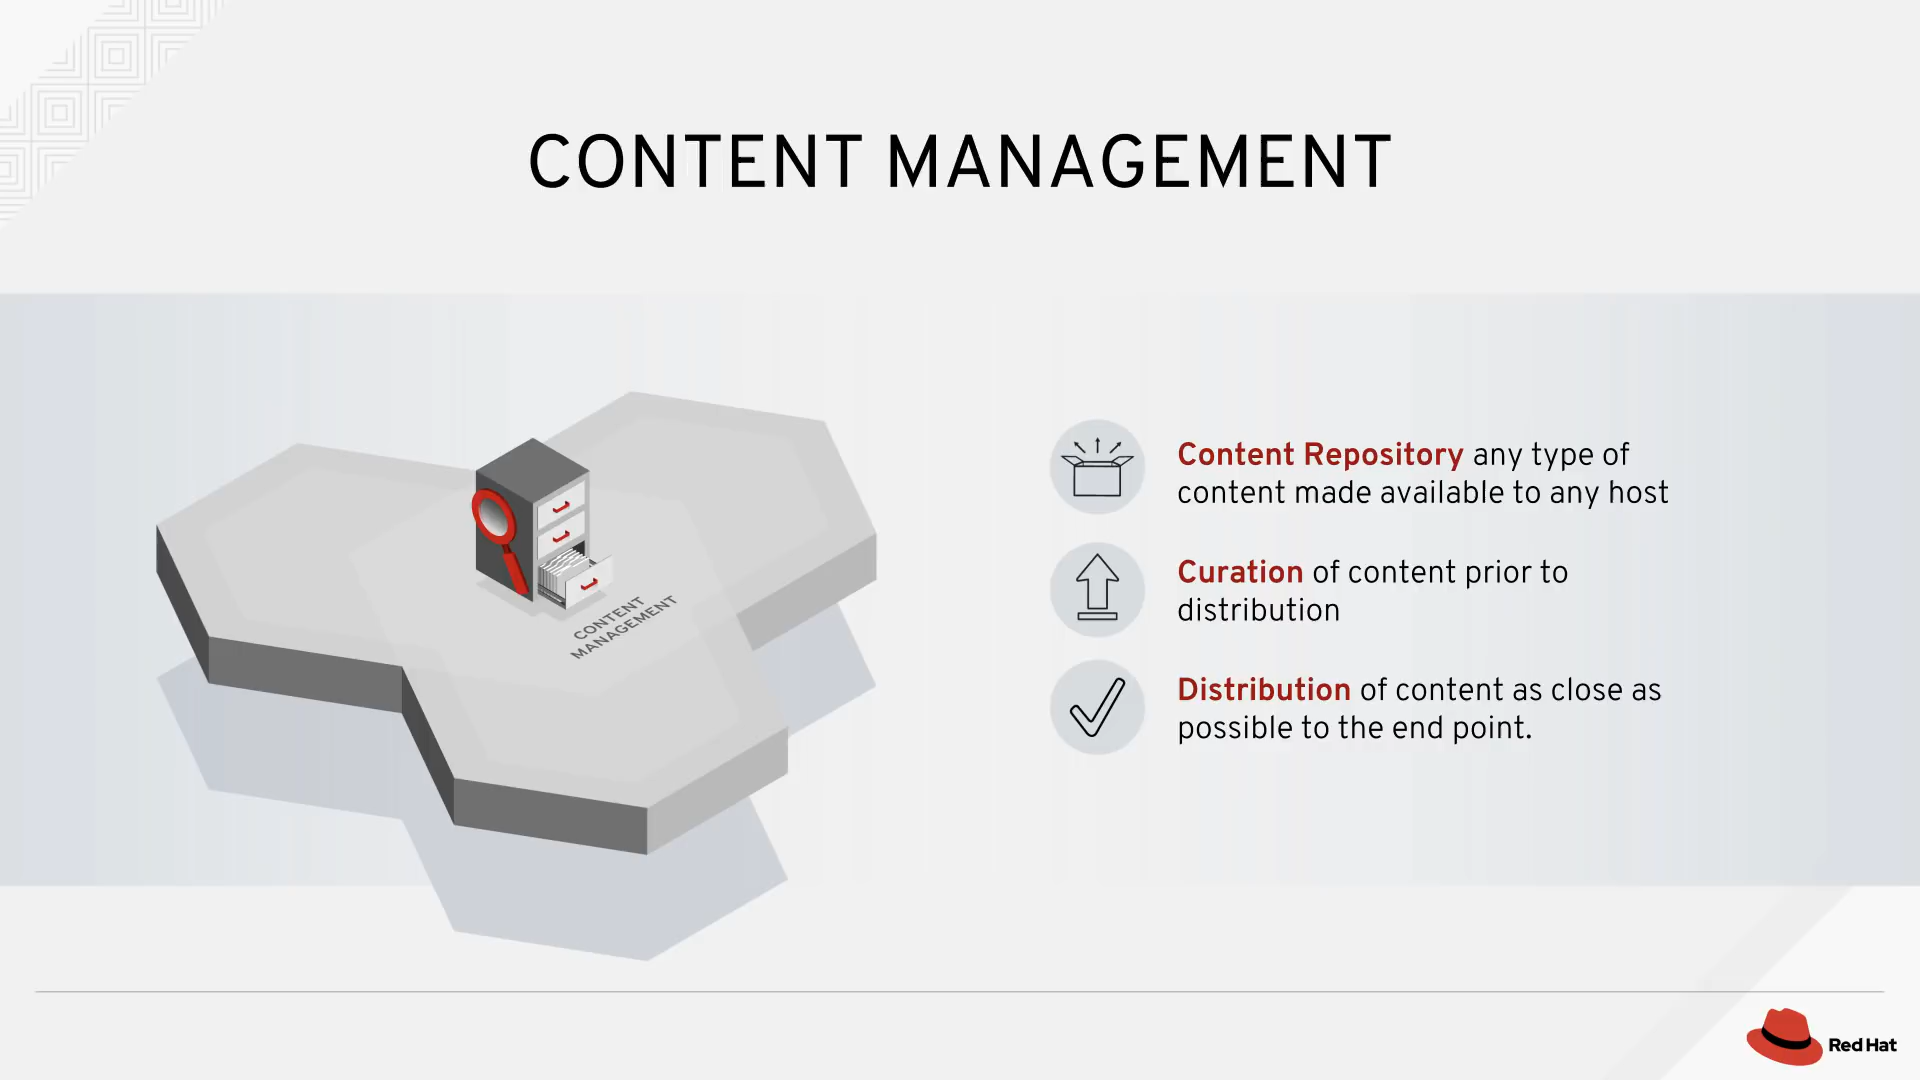 CONTENT MANAGEMENT
CONTENT
MANAGEMENT
Content Repository any type of
content made available to any host
Curation of content prior to
distribution
Distribution of content as close as
possible to the end point.
Red Hat